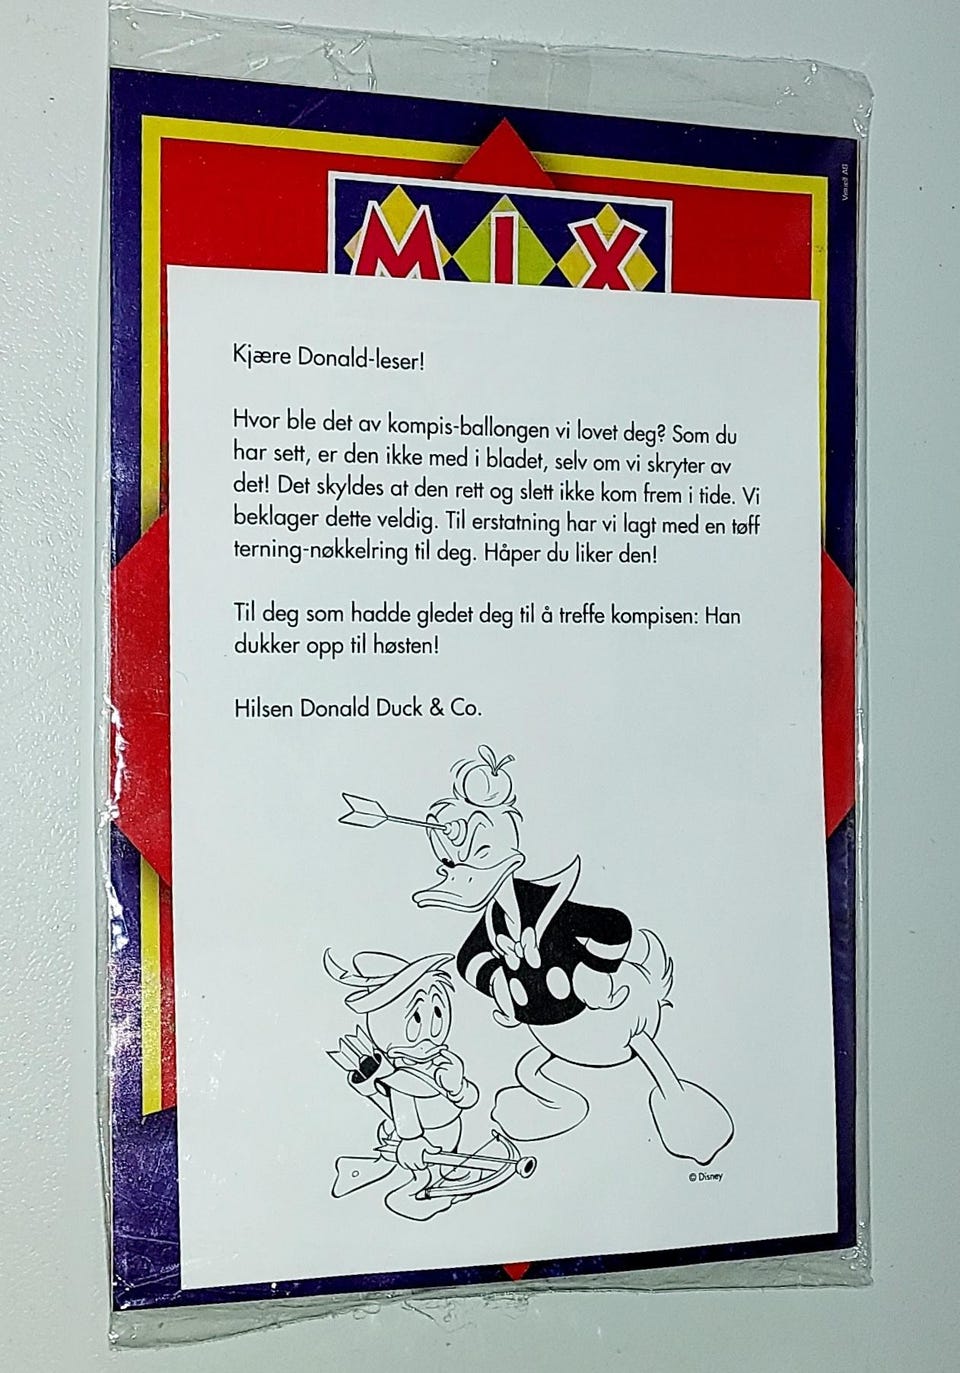 Visuell AB
MIX
Kjære Donald-leser!
Hvor ble det av kompis-ballongen vi lovet deg? Som du
har sett, er den ikke med i bladet, selv om vi skryter av
det! Det skyldes at den rett og slett ikke kom frem i tide. Vi
beklager dette veldig. Til erstatning har vi lagt med en tøff
terning-nøkkelring til deg. Håper du liker den!
Til deg som hadde gledet deg til å treffe kompisen: Han
dukker opp til høsten!
Hilsen Donald Duck & Co.
© Disney